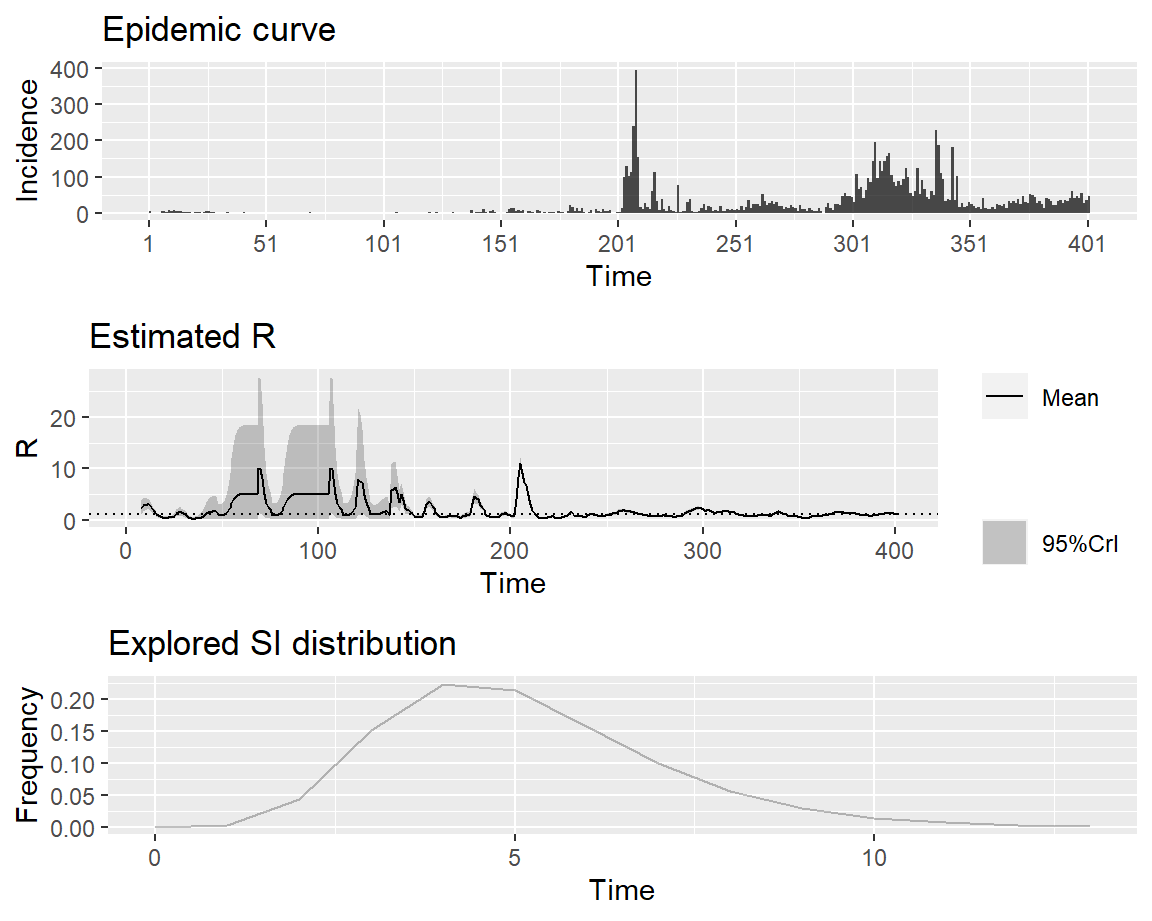 Epidemic curve
Incidence
400
300
200
100
0
1 51 101 151 201 251 301 351 401
Time
Estimated R
R
20
10
0
0 100 200 300 400
Time
Mean
95%CrI
Explored SI distribution
Frequency
0.20
0.15
0.10
0.05
0.00
0 5 10
Time